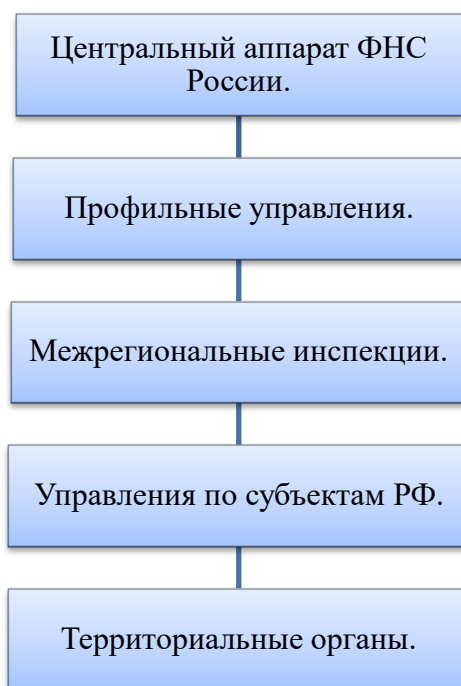 Центральный аппарат ФНС
России.
Профильные управления.
Межрегиональные инспекции.
Управления по субъектам РФ.
Территориальные органы.